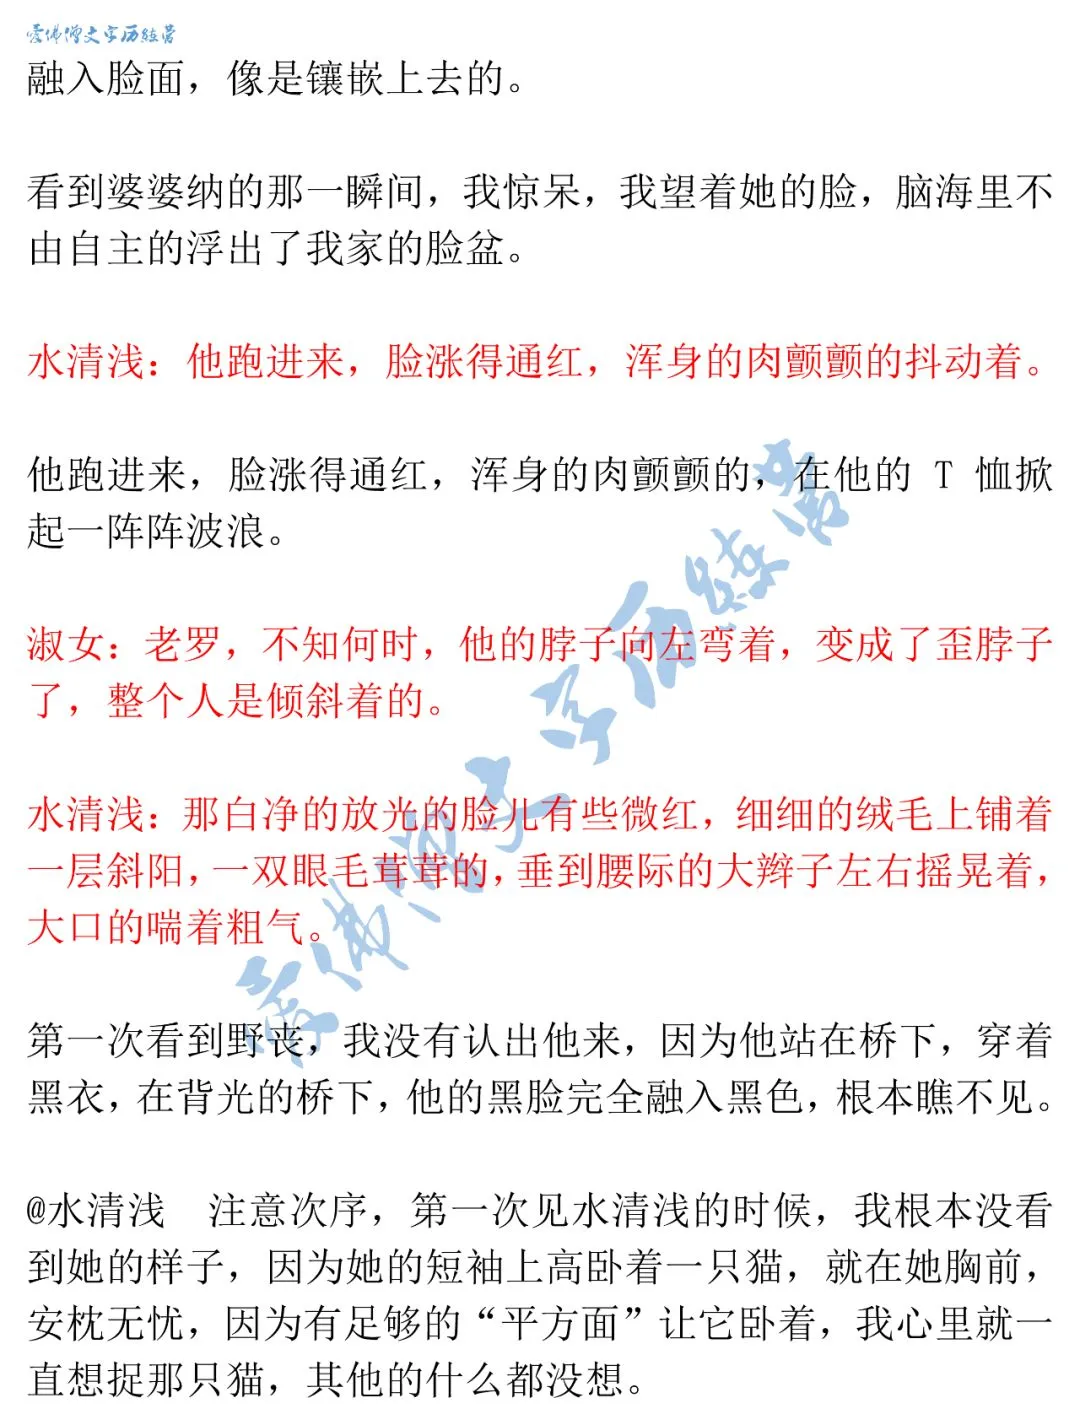 爱佛僧文字历练营
融入脸面，像是镶嵌上去的。
看到婆婆纳的那一瞬间，我惊呆，我望着她的脸，脑海里不
由自主的浮出了我家的脸盆。
水清浅：他跑进来，脸涨得通红，浑身的肉颤颤的抖动着。
他跑进来，脸涨得通红，浑身的肉颤颤的，在他的 T 恤掀
起一阵阵波浪。
淑女：老罗，不知何时，他的脖子向左弯着，变成了歪脖子
了，整个人是倾斜着的。
水清浅：那白净的放光的脸儿有些微红，细细的绒毛上铺着
一层斜阳，一双眼毛茸茸的，垂到腰际的大辫子左右摇晃着，
大口的喘着粗气。
第一次看到野丧，我没有认出他来，因为他站在桥下，穿着
黑衣，在背光的桥下，他的黑脸完全融入黑色，根本瞧不见。
@水清浅　注意次序，第一次见水清浅的时候，我根本没看
到她的样子，因为她的短袖上高卧着一只猫，就在她胸前，
安枕无忧，因为有足够的“平方面”让它卧着，我心里就一
直想捉那只猫，其他的什么都没想。
爱佛僧文字历练营